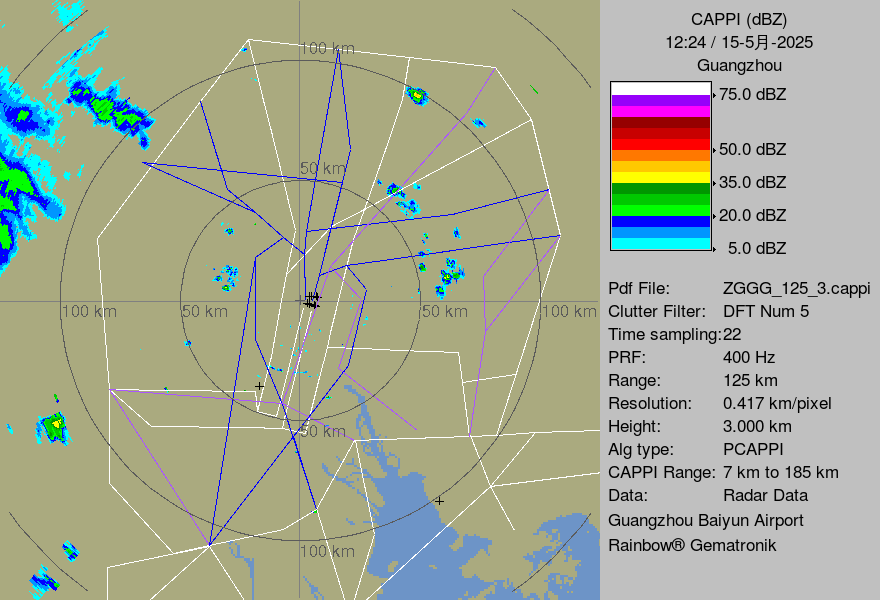 CAPPI (dBZ)
12:24 / 15-5月-2025
Guangzhou
75.0 dBZ
50.0 dBZ
35.0 dBZ
20.0 dBZ
5.0 dBZ
Pdf File: ZGGG_125_3.cappi
Clutter Filter: DFT Num 5
Time sampling:22
PRF: 400 Hz
Range: 125 km
Resolution: 0.417 km/pixel
Height: 3.000 km
Alg type: PCAPPI
CAPPI Range: 7 km to 185 km
Data: Radar Data
Guangzhou Baiyun Airport
Rainbow® Gematronik
100 km
50 km
100 km
50 km
50 km
100 km
50 km
100 km